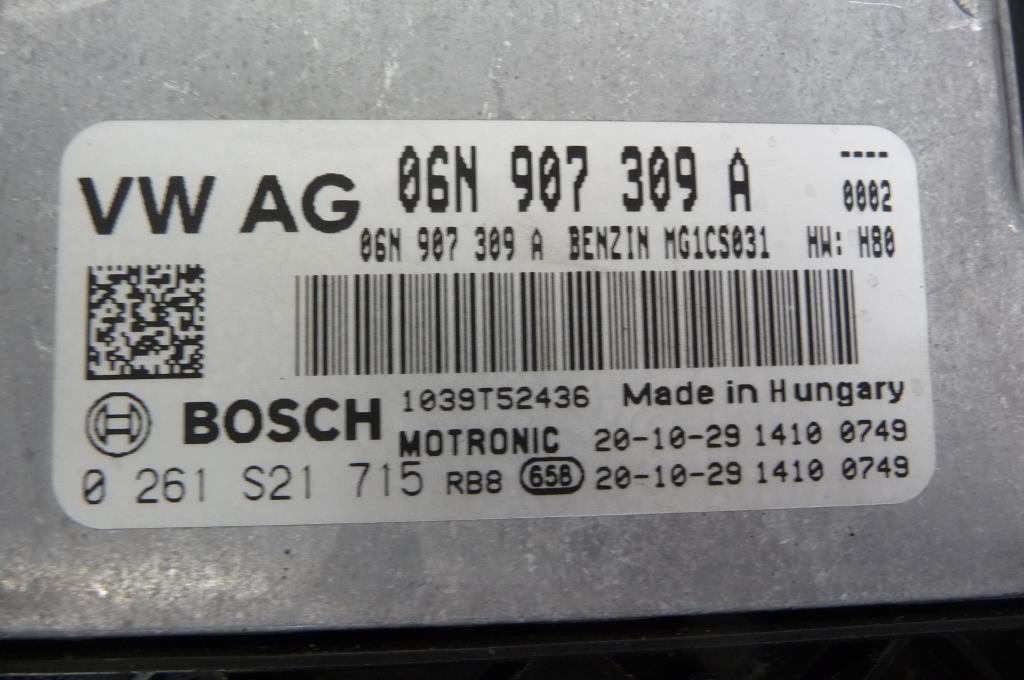 VW AG 06N 907 309 A ----
0002
06N 907 309 A BENZIN MG1CS031 HW: H80
BOSCH 1039T52436 Made in Hungary
MOTRONIC 20-10-29 1410 0749
0 261 S21 715 RB8 658 20-10-29 1410 0749